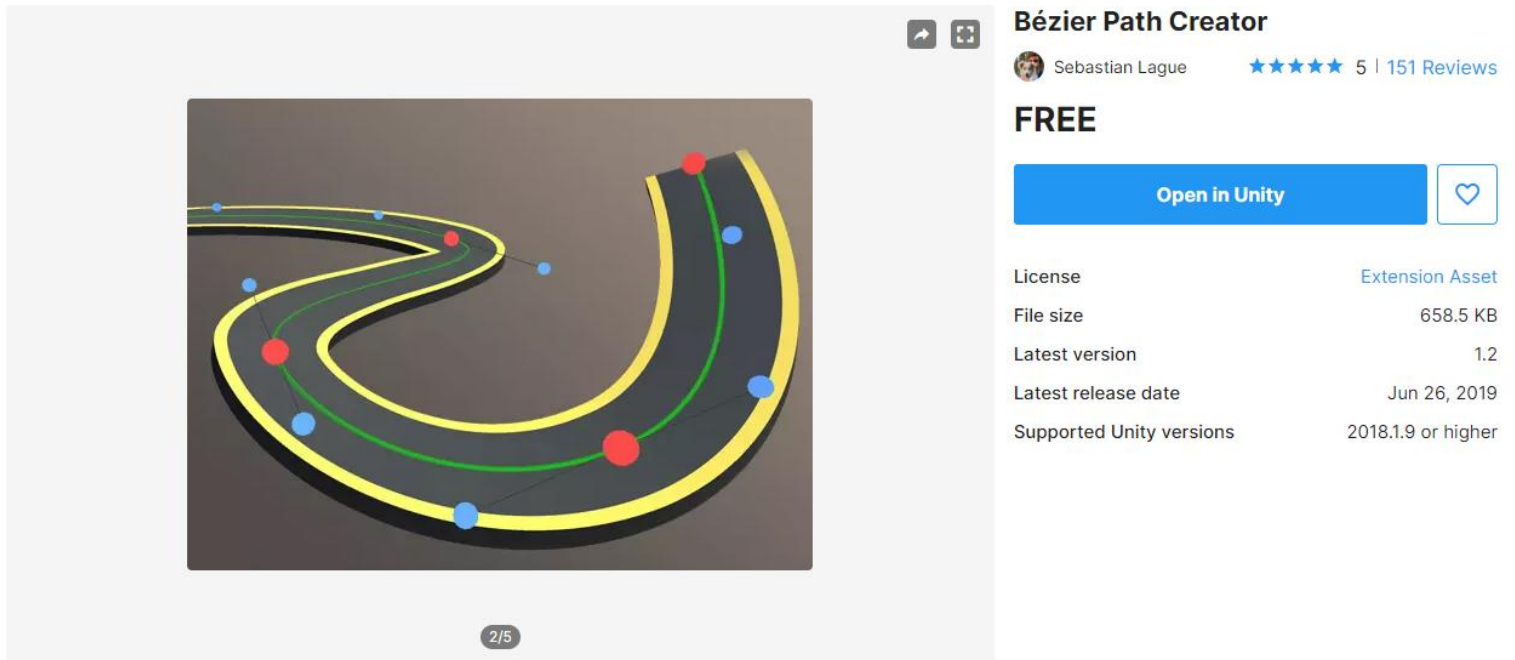 Bézier Path Creator
Sebastian Lague 5 | 151 Reviews
FREE
Open in Unity
License Extension Asset
File size 658.5 KB
Latest version 1.2
Latest release date Jun 26, 2019
Supported Unity versions 2018.1.9 or higher
2/5